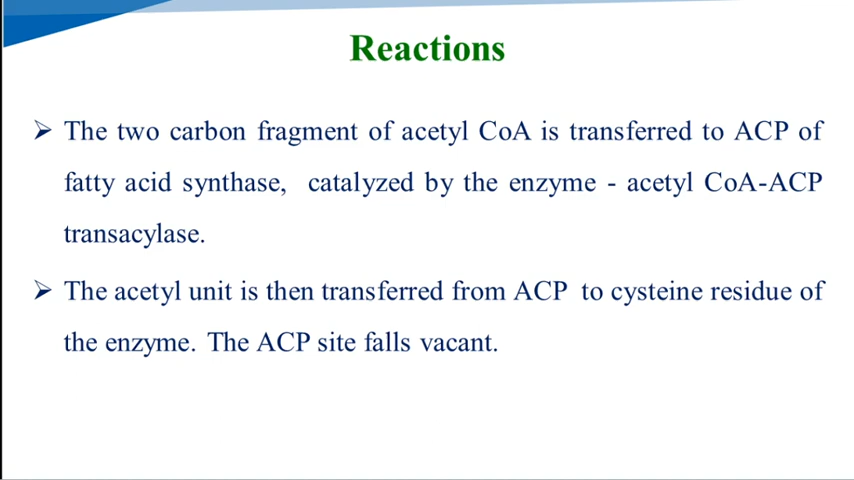 Reactions
➢ The two carbon fragment of acetyl CoA is transferred to ACP of
fatty acid synthase, catalyzed by the enzyme - acetyl CoA-ACP
transacylase.
➢ The acetyl unit is then transferred from ACP to cysteine residue of
the enzyme. The ACP site falls vacant.